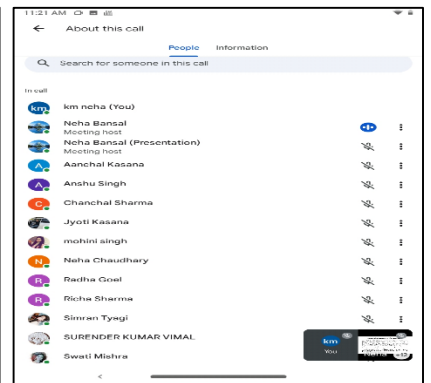 11:21 AM
About this call
People Information
Search for someone in this call
In call
km km neha (You)
Neha Bansal
Meeting host
Neha Bansal (Presentation)
Meeting host
A Aanchal Kasana
A Anshu Singh
C Chanchal Sharma
Jyoti Kasana
mohini singh
N Neha Chaudhary
R Radha Goel
R Richa Sharma
Simran Tyagi
SURENDER KUMAR VIMAL
Swati Mishra
km
You